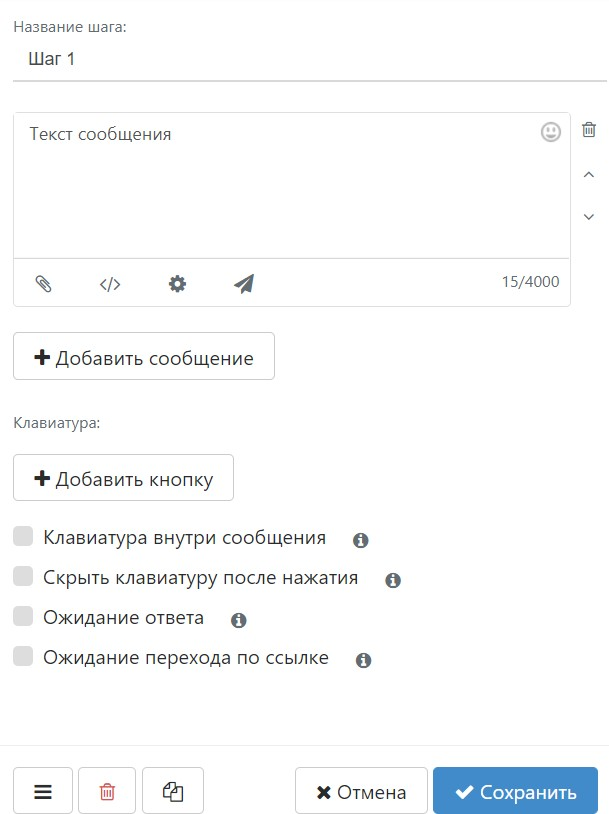 Название шага:
Шаг 1
Текст сообщения
15/4000
Добавить сообщение
Клавиатура:
Добавить кнопку
Клавиатура внутри сообщения
Скрыть клавиатуру после нажатия
Ожидание ответа
Ожидание перехода по ссылке
Отмена Сохранить